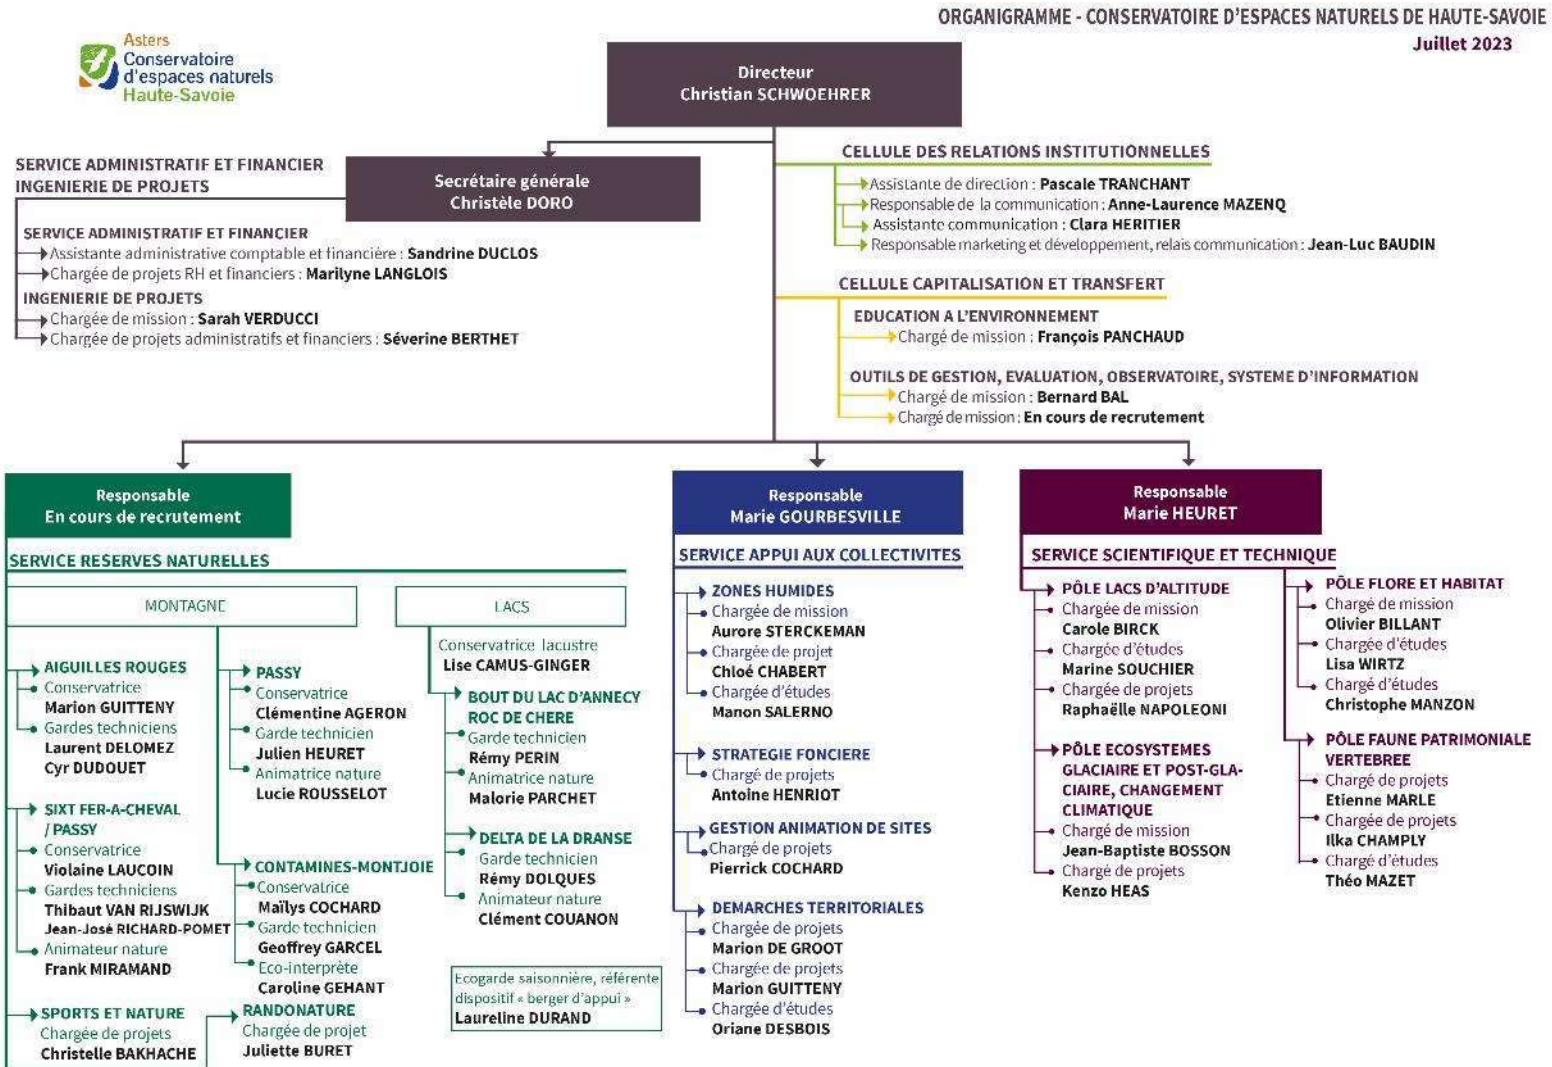 ORGANIGRAMME - CONSERVATOIRE D'ESPACES NATURELS DE HAUTE-SAVOIE
Juillet 2023
Asters
Conservatoire
d'espaces naturels
Haute-Savoie
Directeur
Christian SCHWOEHRER
SERVICE ADMINISTRATIF ET FINANCIER
INGENIERIE DE PROJETS
Secrétaire générale
Christèle DORO
SERVICE ADMINISTRATIF ET FINANCIER
Assistante administrative comptable et financière : Sandrine DUCLOS
Chargée de projets RH et financiers : Marilyne LANGLOIS
INGENIERIE DE PROJETS
Chargée de mission : Sarah VERDUCCI
Chargée de projets administratifs et financiers : Séverine BERTHET
CELLULE DES RELATIONS INSTITUTIONNELLES
Assistante de direction : Pascale TRANCHANT
Responsable de la communication : Anne-Laurence MAZENQ
Assistante communication : Clara HERITIER
Responsable marketing et développement, relais communication : Jean-Luc BAUDIN
CELLULE CAPITALISATION ET TRANSFERT
EDUCATION A L'ENVIRONNEMENT
Chargé de mission : François PANCHAUD
OUTILS DE GESTION, EVALUATION, OBSERVATOIRE, SYSTEME D'INFORMATION
Chargé de mission : Bernard BAL
Chargé de mission : En cours de recrutement
Responsable
En cours de recrutement
SERVICE RESERVES NATURELLES
MONTAGNE
AIGUILLES ROUGES
Conservatrice
Marion GUITTENY
Gardes techniciens
Laurent DELOMEZ
Cyr DUDOUET
SIXT FER-A-CHEVAL
/ PASSY
Conservatrice
Violaine LAUCOIN
Gardes techniciens
Thibaut VAN RIJSWIJK
Jean-José RICHARD-POMET
Animateur nature
Frank MIRAMAND
SPORTS ET NATURE
Chargée de projets
Christelle BAKHACHE
PASSY
Conservatrice
Clémentine AGERON
Garde technicien
Julien HEURET
Animatrice nature
Lucie ROUSSELOT
CONTAMINES-MONTJOIE
Conservatrice
Maïlys COCHARD
Garde technicien
Geoffrey GARCEL
Eco-interprète
Caroline GEHANT
RANDONATURE
Chargée de projet
Juliette BURET
LACS
Conservatrice lacustre
Lise CAMUS-GINGER
BOUT DU LAC D'ANNECY
ROC DE CHERE
Garde technicien
Rémy PERIN
Animatrice nature
Malorie PARCHET
DELTA DE LA DRANSE
Garde technicien
Rémy DOLQUES
Animateur nature
Clément COUANON
Ecogarde saisonnière, référente
dispositif « berger d'appui »
Laureline DURAND
Responsable
Marie GOURBESVILLE
SERVICE APPUI AUX COLLECTIVITES
ZONES HUMIDES
Chargée de mission
Aurore STERCKEMAN
Chargée de projet
Chloé CHABERT
Chargée d'études
Manon SALERNO
STRATEGIE FONCIERE
Chargé de projets
Antoine HENRIOT
GESTION ANIMATION DE SITES
Chargé de projets
Pierrick COCHARD
DEMARCHES TERRITORIALES
Chargée de projets
Marion DE GROOT
Chargée de projets
Marion GUITTENY
Chargée d'études
Oriane DESBOIS
Responsable
Marie HEURET
SERVICE SCIENTIFIQUE ET TECHNIQUE
PÔLE LACS D'ALTITUDE
Chargée de mission
Carole BIRCK
Chargée d'études
Marine SOUCHIER
Chargée de projets
Raphaëlle NAPOLEONI
PÔLE ECOSYSTEMES
GLACIAIRE ET POST-GLA-
CIAIRE, CHANGEMENT
CLIMATIQUE
Chargé de mission
Jean-Baptiste BOSSON
Chargé de projets
Kenzo HEAS
PÔLE FLORE ET HABITAT
Chargé de mission
Olivier BILLANT
Chargée d'études
Lisa WIRTZ
Chargée d'études
Christophe MANZON
PÔLE FAUNE PATRIMONIALE
VERTEBREE
Chargé de projets
Etienne MARLE
Chargée de projets
Ilka CHAMPLY
Chargé d'études
Théo MAZET